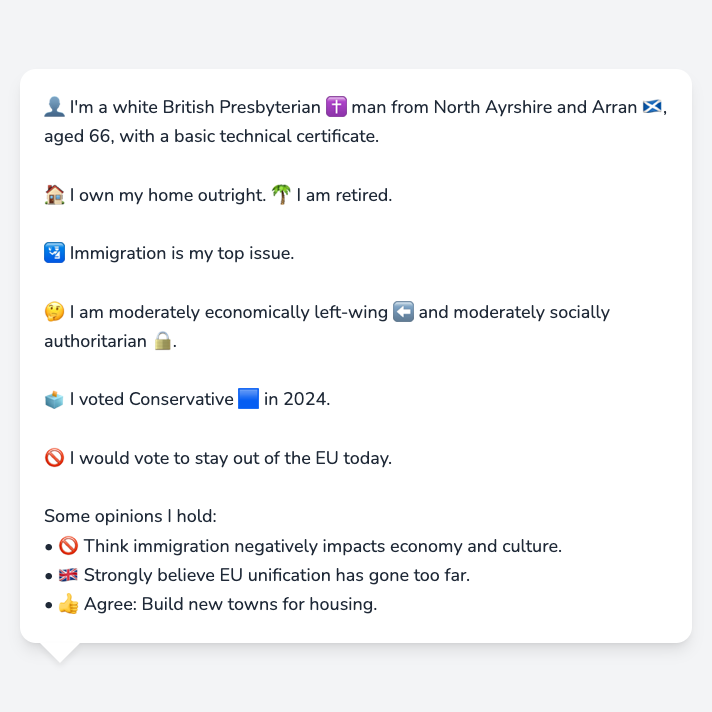 👤 I'm a white British Presbyterian ✝️ man from North Ayrshire and Arran 🏴󠁧󠁢󠁳󠁣󠁴󠁿,
aged 66, with a basic technical certificate.
🏠 I own my home outright. 🌴 I am retired.
🛂 Immigration is my top issue.
🤔 I am moderately economically left-wing ⬅️ and moderately socially
authoritarian 🔒.
🗳️ I voted Conservative 🟦 in 2024.
🚫 I would vote to stay out of the EU today.
Some opinions I hold:
• 🚫 Think immigration negatively impacts economy and culture.
• 🇬🇧 Strongly believe EU unification has gone too far.
• 👍 Agree: Build new towns for housing.